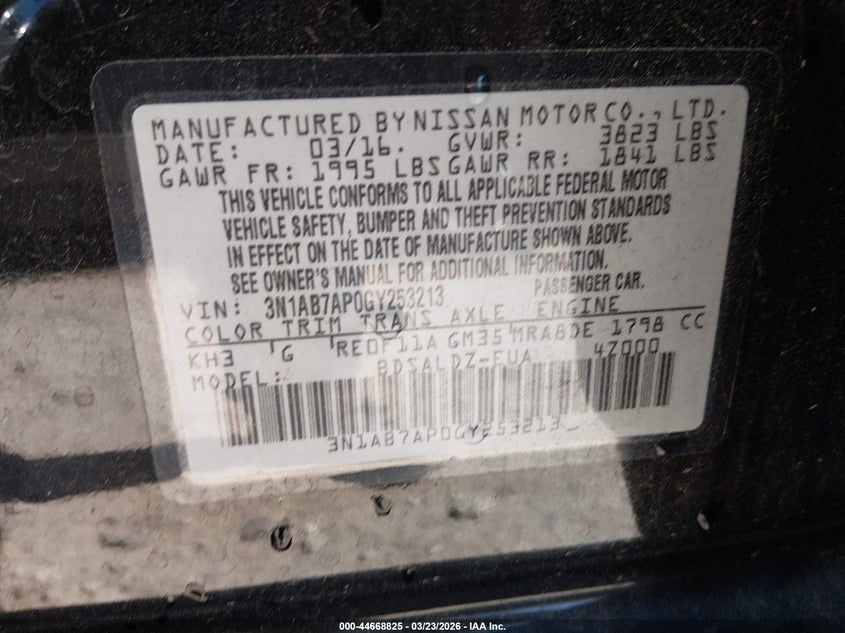 MANUFACTURED BY NISSAN MOTOR CO., LTD.
DATE: 03/16. GVWR: 3823 LBS
GAWR FR: 1995 LBS GAWR RR: 1841 LBS
THIS VEHICLE CONFORMS TO ALL APPLICABLE FEDERAL MOTOR
VEHICLE SAFETY, BUMPER AND THEFT PREVENTION STANDARDS
IN EFFECT ON THE DATE OF MANUFACTURE SHOWN ABOVE.
SEE OWNER'S MANUAL FOR ADDITIONAL INFORMATION.
VIN: 3N1AB7AP0GY253213 PASSENGER CAR.
COLOR TRIM TRANS AXLE ENGINE
KH3 G RE0F11A GM35 MRA8DE 1798 CC
MODEL: BDSALDZ-EUA 4Z000
3N1AB7AP0GY253213
000-44668825 | 03/23/2026 - IAA Inc.